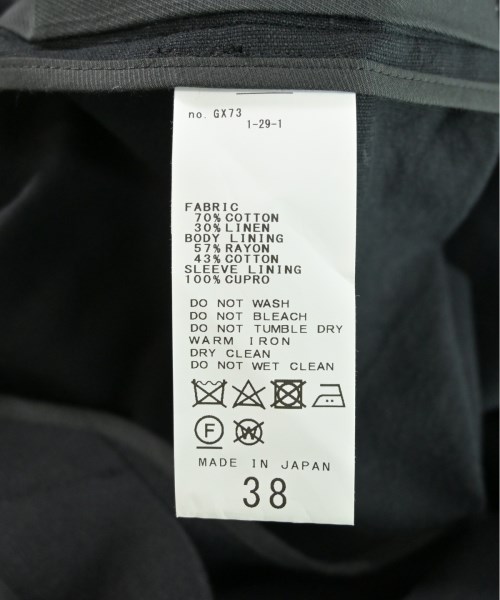 no. GX73
1-29-1
FABRIC
70% COTTON
30% LINEN
BODY LINING
57% RAYON
43% COTTON
SLEEVE LINING
100% CUPRO
DO NOT WASH
DO NOT BLEACH
DO NOT TUMBLE DRY
WARM IRON
DRY CLEAN
DO NOT WET CLEAN
F W
MADE IN JAPAN
38